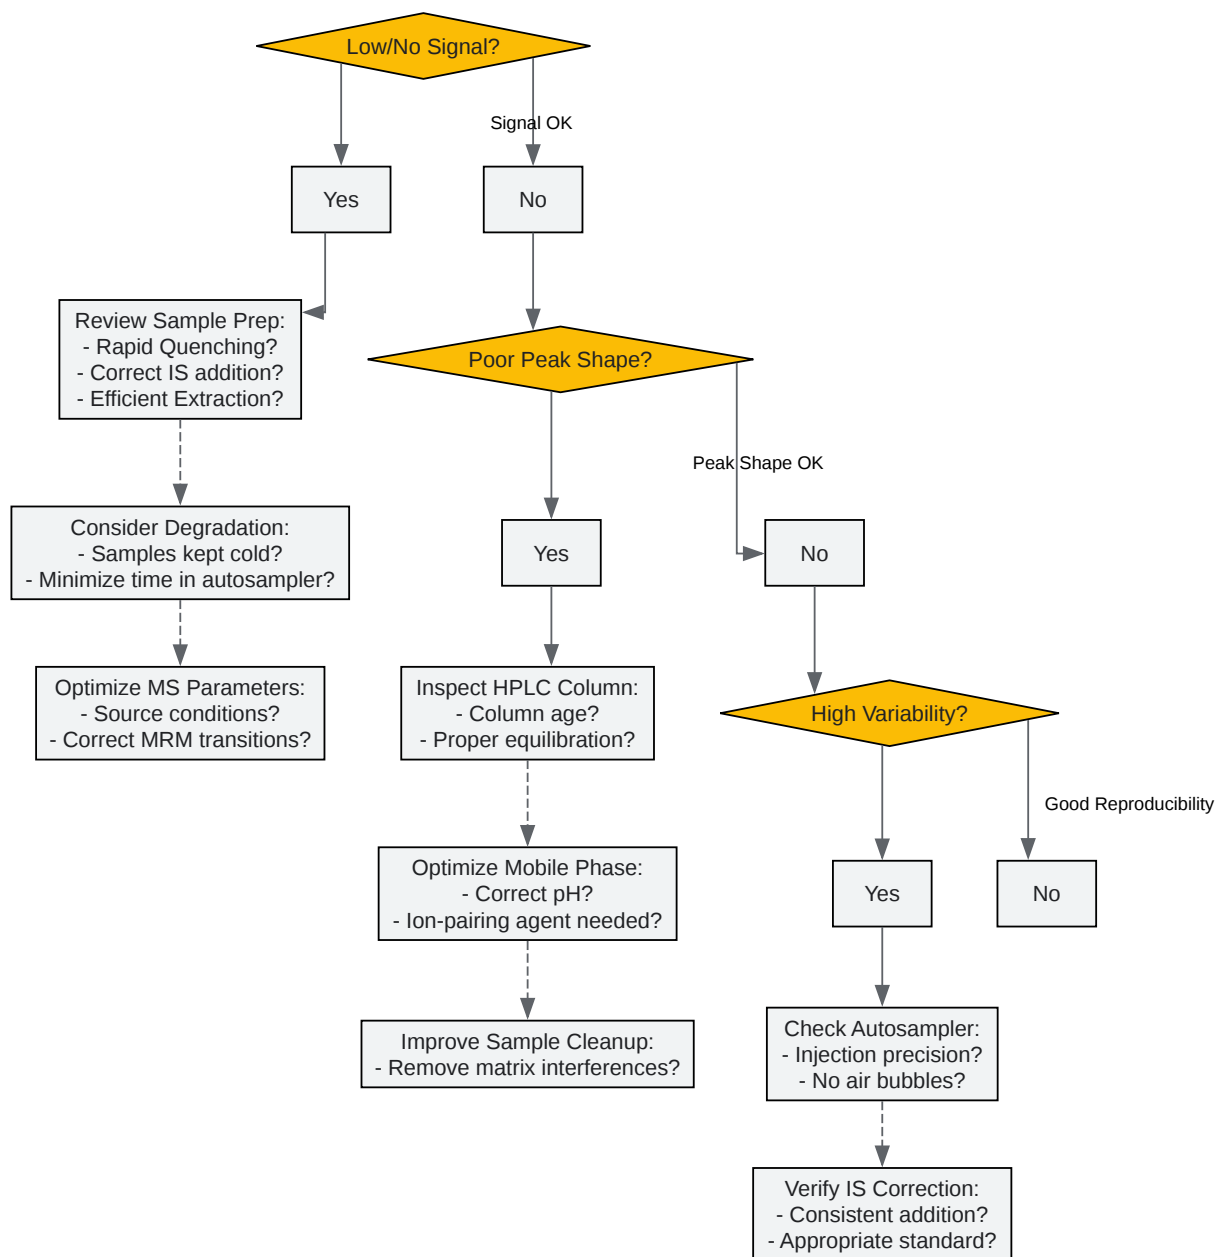 Low/No Signal?
Signal OK
Yes
No
Review Sample Prep:
- Rapid Quenching?
- Correct IS addition?
- Efficient Extraction?
Poor Peak Shape?
Peak Shape OK
Consider Degradation:
- Samples kept cold?
- Minimize time in autosampler?
Yes
No
Optimize MS Parameters:
- Source conditions?
- Correct MRM transitions?
Inspect HPLC Column:
- Column age?
- Proper equilibration?
High Variability?
Good Reproducibility
Optimize Mobile Phase:
- Correct pH?
- Ion-pairing agent needed?
Yes
No
Improve Sample Cleanup:
- Remove matrix interferences?
Check Autosampler:
- Injection precision?
- No air bubbles?
Verify IS Correction:
- Consistent addition?
- Appropriate standard?